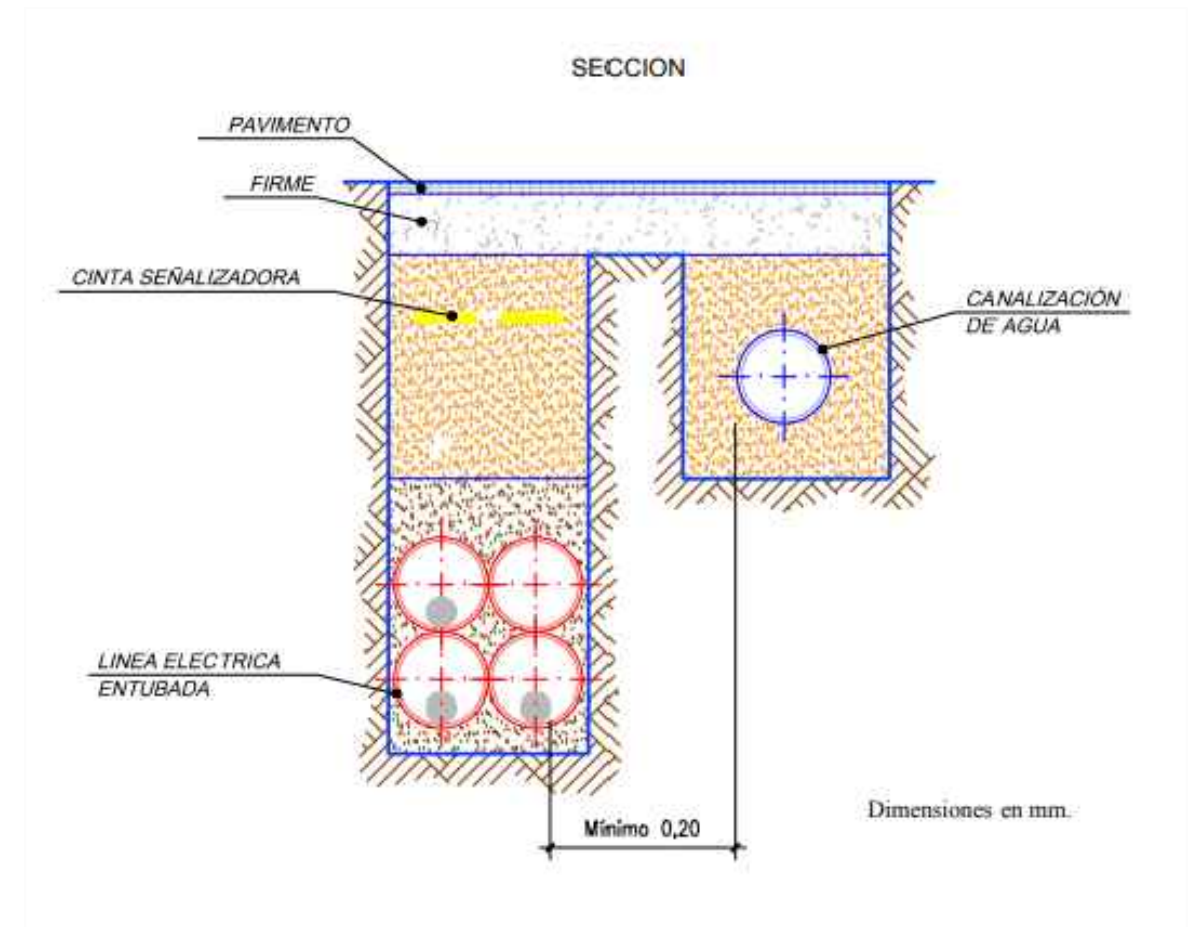 SECCION
PAVIMENTO
FIRME
CINTA SEÑALIZADORA
CANALIZACIÓN
DE AGUA
LINEA ELECTRICA
ENTUBADA
Dimensiones en mm.
Mínimo 0,20